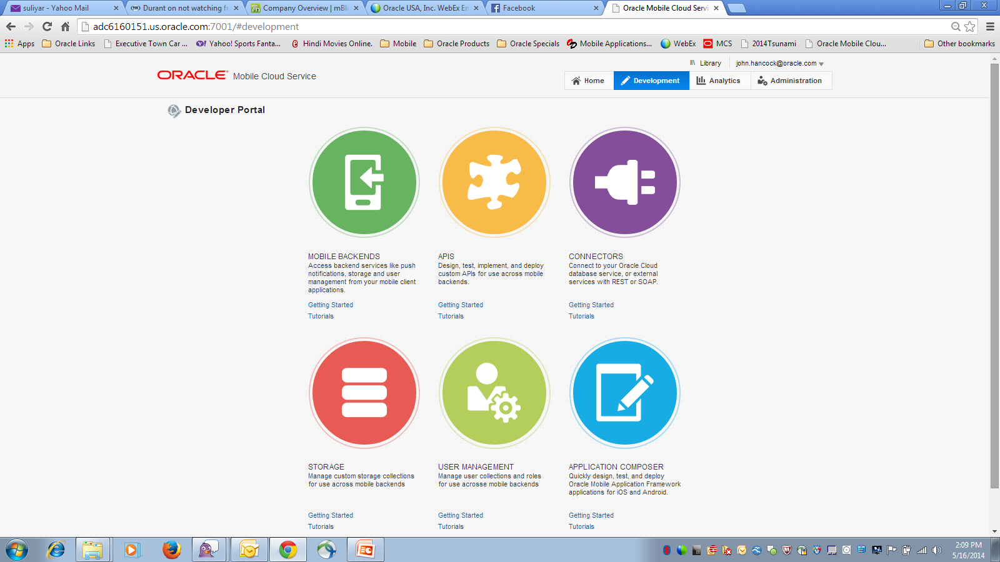 suliyar - Yahoo Mail
Durant on not watching fr
Company Overview | mBle
Oracle USA, Inc. WebEx En
Facebook
Oracle Mobile Cloud Servi
adc6160151.us.oracle.com:7001/#development
Apps
Oracle Links
Executive Town Car ...
Yahoo! Sports Fanta...
Hindi Movies Online.
Mobile
Oracle Products
Oracle Specials
Mobile Applications...
WebEx
MCS
2014Tsunami
Oracle Mobile Clou...
Other bookmarks
Library
john.hancock@oracle.com
ORACLE Mobile Cloud Service
Home
Development
Analytics
Administration
Developer Portal
MOBILE BACKENDS
Access backend services like push
notifications, storage and user
management from your mobile client
applications.
Getting Started
Tutorials
APIS
Design, test, implement, and deploy
custom APIs for use across mobile
backends.
Getting Started
Tutorials
CONNECTORS
Connect to your Oracle Cloud
database service, or external
services with REST or SOAP.
Getting Started
Tutorials
STORAGE
Manage custom storage collections
for use across mobile backends
Getting Started
Tutorials
USER MANAGEMENT
Manage user collections and roles
for use acrosse mobile backends
Getting Started
Tutorials
APPLICATION COMPOSER
Quickly design, test, and deploy
Oracle Mobile Application Framework
applications for iOS and Android.
Getting Started
Tutorials
2:09 PM
5/16/2014